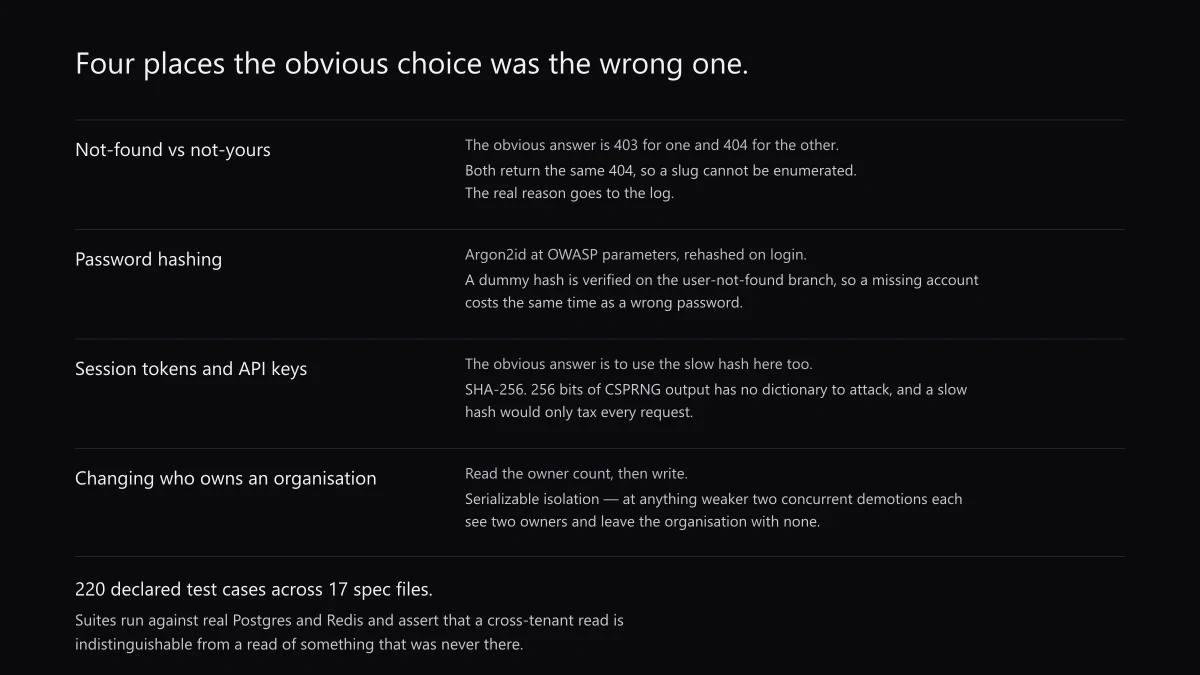 Four places the obvious choice was the wrong one.
Not-found vs not-yours
The obvious answer is 403 for one and 404 for the other.
Both return the same 404, so a slug cannot be enumerated.
The real reason goes to the log.
Password hashing
Argon2id at OWASP parameters, rehashed on login.
A dummy hash is verified on the user-not-found branch, so a missing account
costs the same time as a wrong password.
Session tokens and API keys
The obvious answer is to use the slow hash here too.
SHA-256. 256 bits of CSPRNG output has no dictionary to attack, and a slow
hash would only tax every request.
Changing who owns an organisation
Read the owner count, then write.
Serializable isolation — at anything weaker two concurrent demotions each
see two owners and leave the organisation with none.
220 declared test cases across 17 spec files.
Suites run against real Postgres and Redis and assert that a cross-tenant read is
indistinguishable from a read of something that was never there.